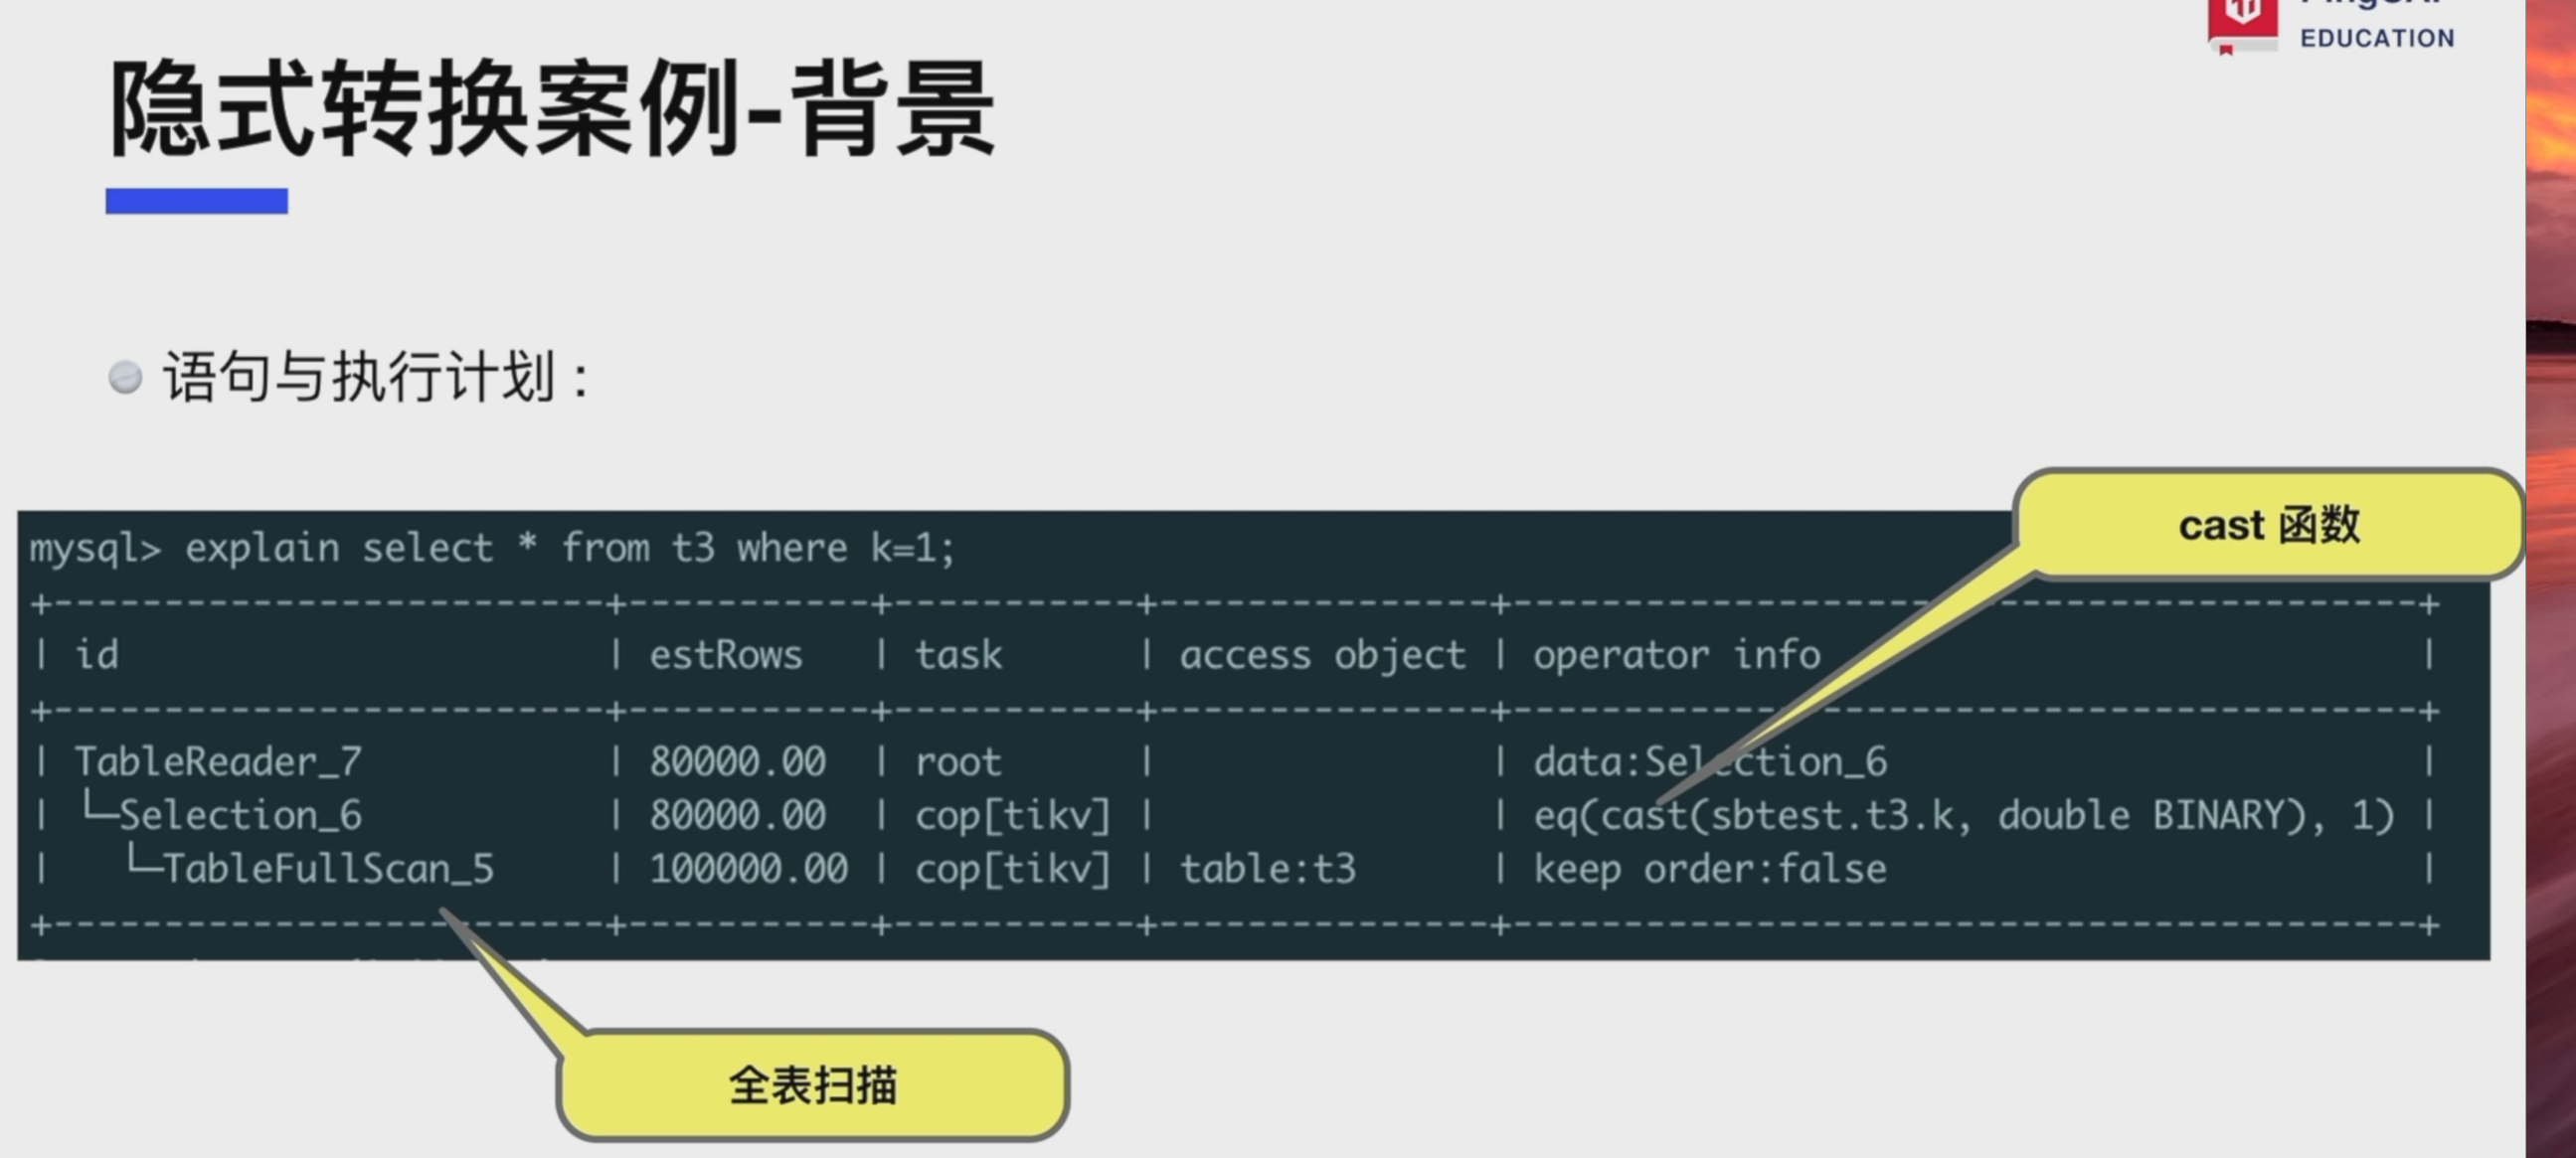 EDUCATION
隐式转换案例-背景
语句与执行计划：
cast 函数
mysql> explain select * from t3 where k=1;
+-------------------------+-----------+-----------+---------------+-----------------------------------------+
| id                      | estRows   | task      | access object | operator info                           |
+-------------------------+-----------+-----------+---------------+-----------------------------------------+
| TableReader_7           | 80000.00  | root      |               | data:Selection_6                        |
| └─Selection_6           | 80000.00  | cop[tikv] |               | eq(cast(sbtest.t3.k, double BINARY), 1) |
|   └─TableFullScan_5     | 100000.00 | cop[tikv] | table:t3      | keep order:false                        |
+-------------------------+-----------+-----------+---------------+-----------------------------------------+
全表扫描